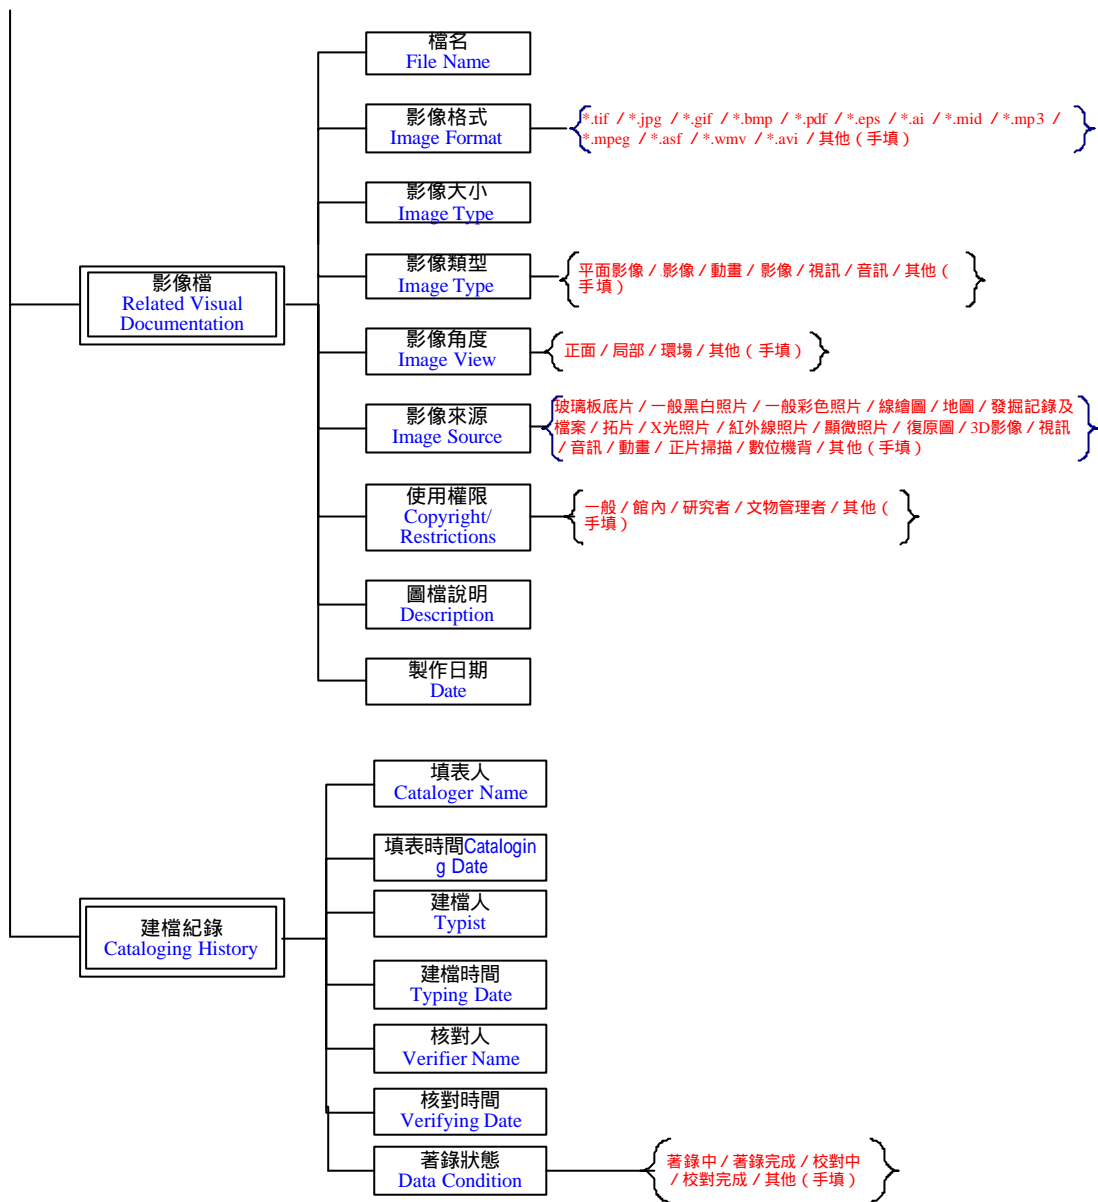 檔名
File Name
影像格式
Image Format
*.tif / *.jpg / *.gif / *.bmp / *.pdf / *.eps / *.ai / *.mid / *.mp3 /
*.mpeg / *.asf / *.wmv / *.avi / 其他（手填）
影像大小
Image Type
影像檔
Related Visual
Documentation
影像類型
Image Type
平面影像 / 影像 / 動畫 / 影像 / 視訊 / 音訊 / 其他（
手填）
影像角度
Image View
正面 / 局部 / 環場 / 其他（手填）
影像來源
Image Source
玻璃板底片 / 一般黑白照片 / 一般彩色照片 / 線繪圖 / 地圖 / 發掘記錄及
檔案 / 拓片 / X光照片 / 紅外線照片 / 顯微照片 / 復原圖 / 3D影像 / 視訊
/ 音訊 / 動畫 / 正片掃描 / 數位機背 / 其他（手填）
使用權限
Copyright/
Restrictions
一般 / 館內 / 研究者 / 文物管理者 / 其他（
手填）
圖檔說明
Description
製作日期
Date
填表人
Cataloger Name
填表時間Catalogin
g Date
建檔紀錄
Cataloging History
建檔人
Typist
建檔時間
Typing Date
核對人
Verifier Name
核對時間
Verifying Date
著錄狀態
Data Condition
著錄中 / 著錄完成 / 校對中
/ 校對完成 / 其他（手填）